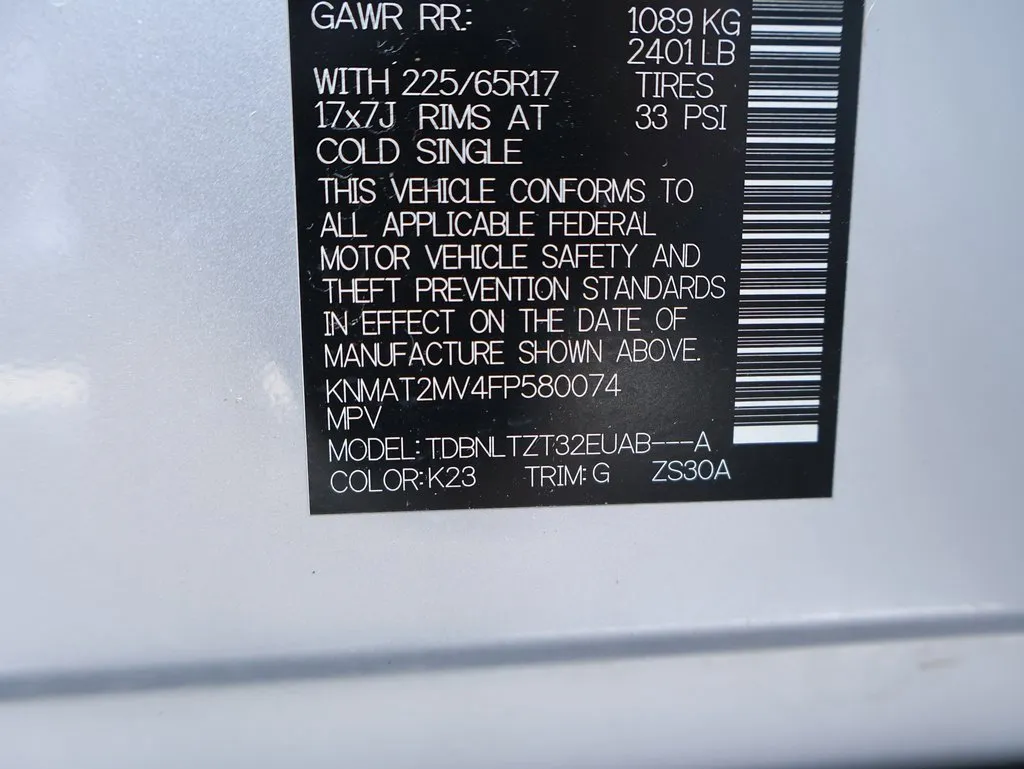 GAWR RR.: 1089 KG
2401 LB
WITH 225/65R17 TIRES
17x7J RIMS AT 33 PSI
COLD SINGLE
THIS VEHICLE CONFORMS TO
ALL APPLICABLE FEDERAL
MOTOR VEHICLE SAFETY AND
THEFT PREVENTION STANDARDS
IN EFFECT ON THE DATE OF
MANUFACTURE SHOWN ABOVE.
KNMAT2MV4FP580074
MPV
MODEL: TDBNLTZT32EUAB---A
COLOR: K23 TRIM: G ZS30A